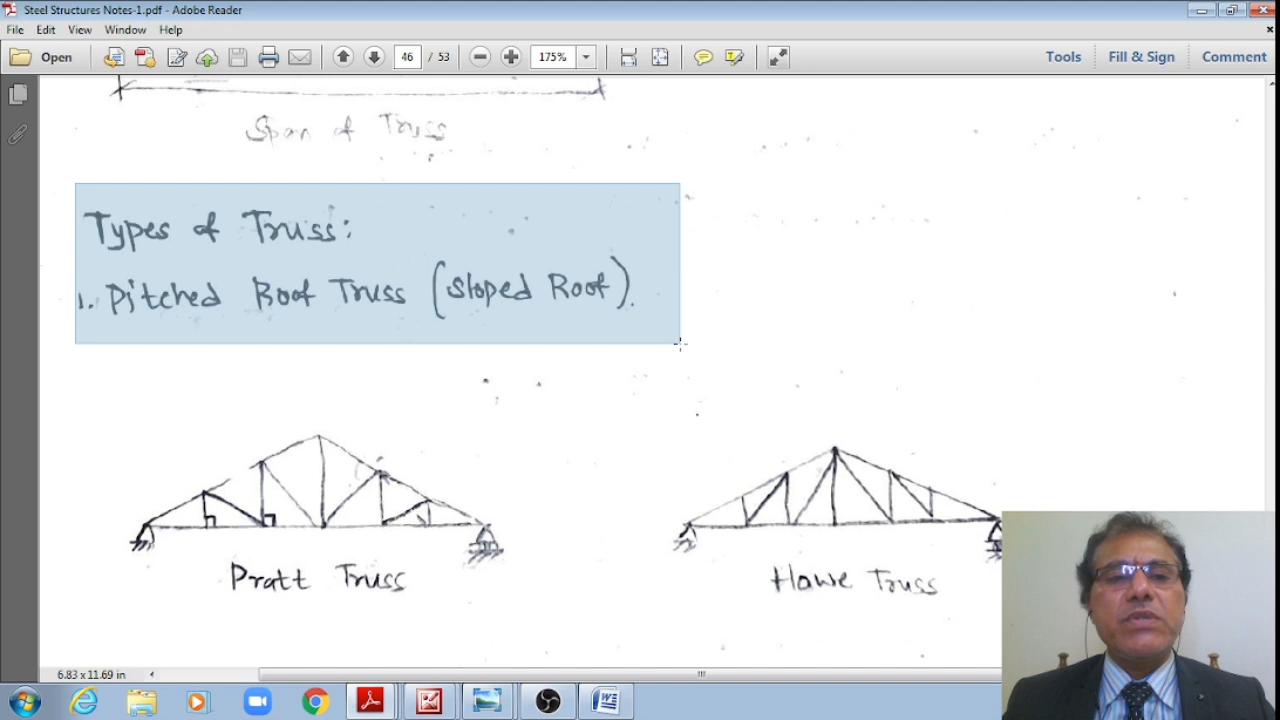 Steel Structures Notes-1.pdf - Adobe Reader
File Edit View Window Help
Open 46 / 53 175% Tools Fill & Sign Comment
Span of Truss
Types of Truss:
1. Pitched Roof Truss (Sloped Roof).
Pratt Truss
Howe Truss
6.83 x 11.69 in